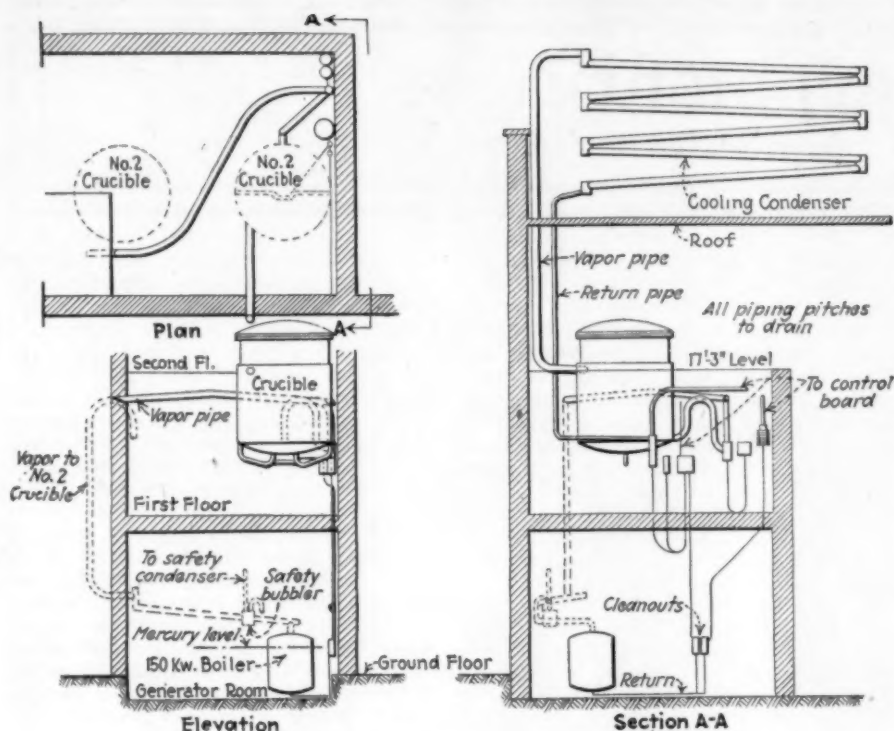 A
No.2
Crucible
No.2
Crucible
Plan
A
Second Fl.
Crucible
Vapor pipe
Vapor to
No. 2
Crucible
First Floor
To safety
condenser
Safety
bubbler
Mercury level
150 Kw. Boiler
Generator Room
Ground Floor
Elevation
Cooling Condenser
Roof
Vapor pipe
Return pipe
All piping pitches
to drain
17'-3" Level
To control
board
Cleanouts
Return
Section A-A